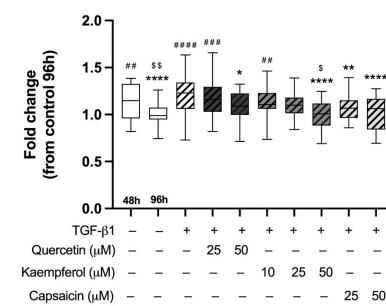 2.0
1.5
1.0
0.5
0.0
Fold change
(from control 96h)
## $$ **** #### ### * ## $ **** ** ****
48h 96h
TGF-β1 – – + + + + + + + +
Quercetin (μM) – – – 25 50 – – – – –
Kaempferol (μM) – – – – – 10 25 50 – –
Capsaicin (μM) – – – – – – – – 25 50